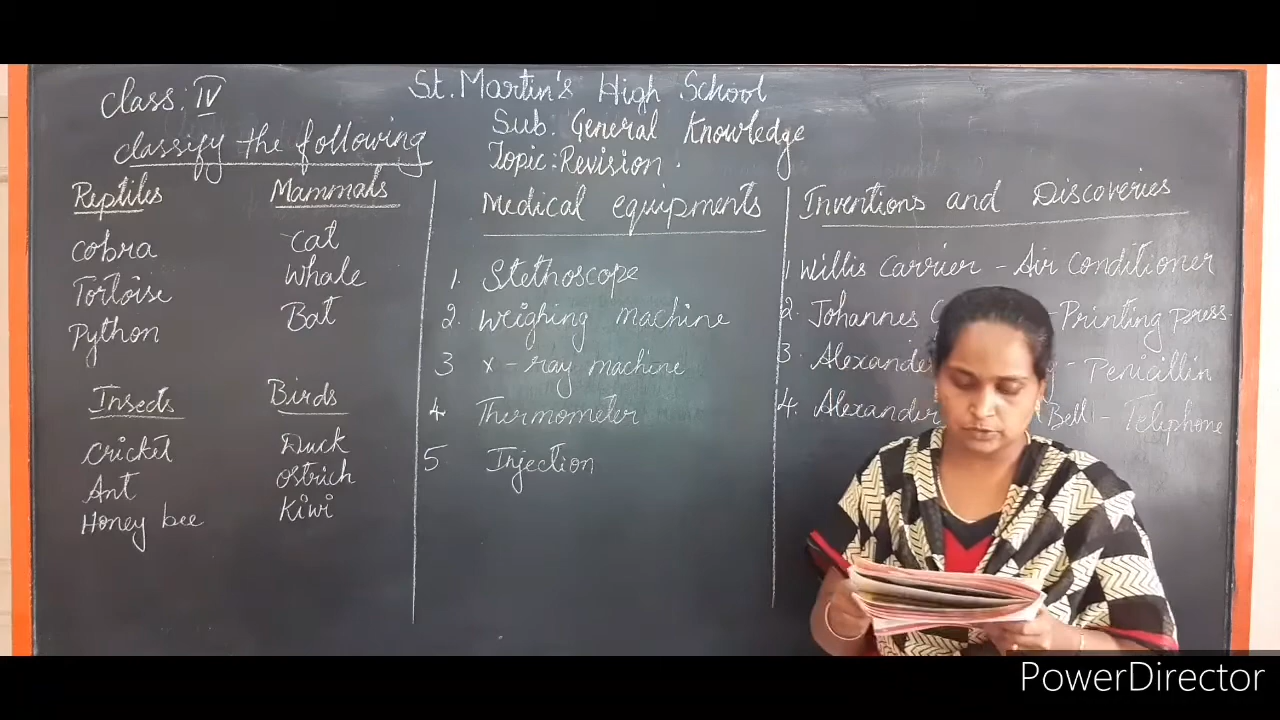 Class: IV
St. Martin's High School
Sub. General Knowledge
Topic: Revision.
classify the following
Reptiles
cobra
Tortoise
Python
Mammals
cat
Whale
Bat
Insects
cricket
Ant
Honey bee
Birds
Duck
ostrich
Kiwi
Medical equipments
1. Stethoscope
2. Weighing machine
3 x-ray machine
4 Thermometer
5 Injection
Inventions and Discoveries
1 Willis Carrier - Air conditioner
2. Johannes - Printing press.
3. Alexander - Penicillin
4. Alexander Bell - Telephone
PowerDirector